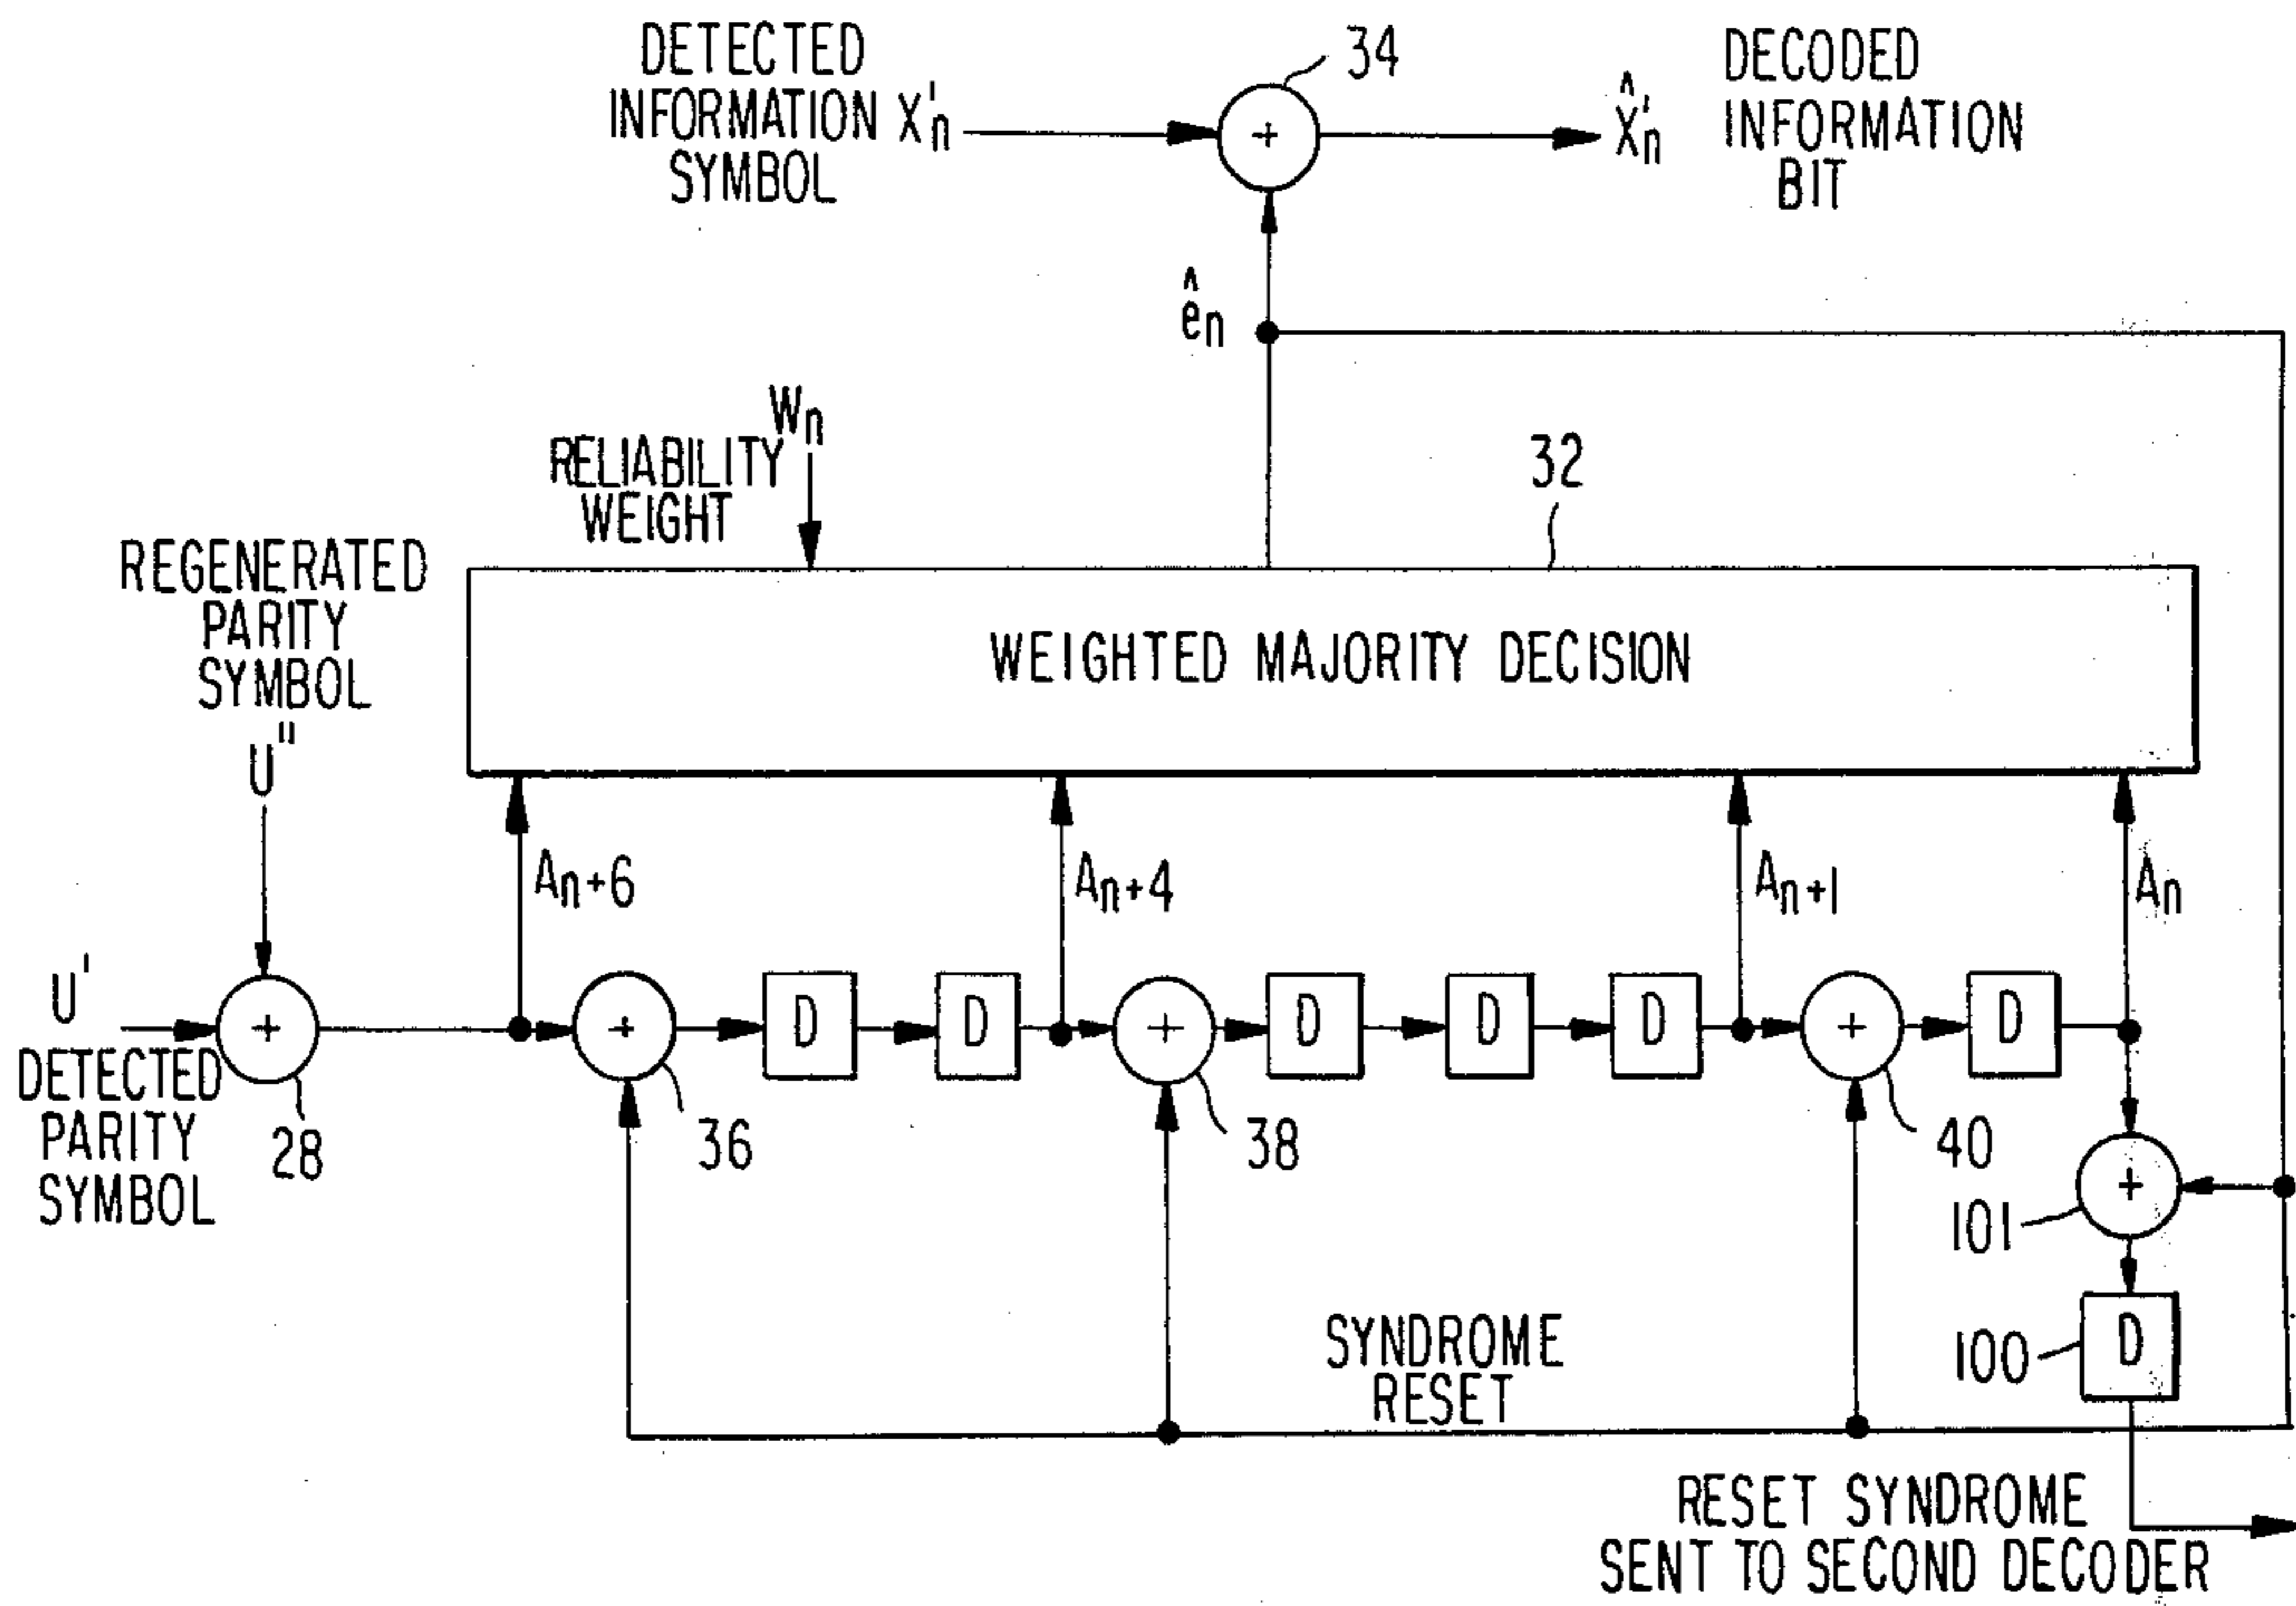 DETECTED
INFORMATION X'n
SYMBOL
34
X̂'n
DECODED
INFORMATION
BIT
ên
Wn
RELIABILITY
WEIGHT
32
REGENERATED
PARITY
SYMBOL
U"
WEIGHTED MAJORITY DECISION
An+6
An+4
An+1
An
U'
+
+
D
D
+
D
D
D
+
D
DETECTED
PARITY
SYMBOL
28
36
38
40
+
101
SYNDROME
RESET
100
D
RESET SYNDROME
SENT TO SECOND DECODER
+